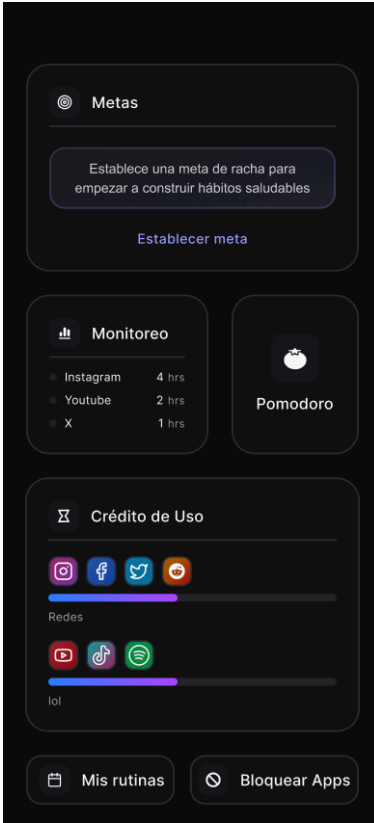 Metas
Establece una meta de racha para
empezar a construir hábitos saludables
Establecer meta
Monitoreo
Instagram 4 hrs
Youtube 2 hrs
X 1 hrs
Pomodoro
Crédito de Uso
Redes
lol
Mis rutinas
Bloquear Apps